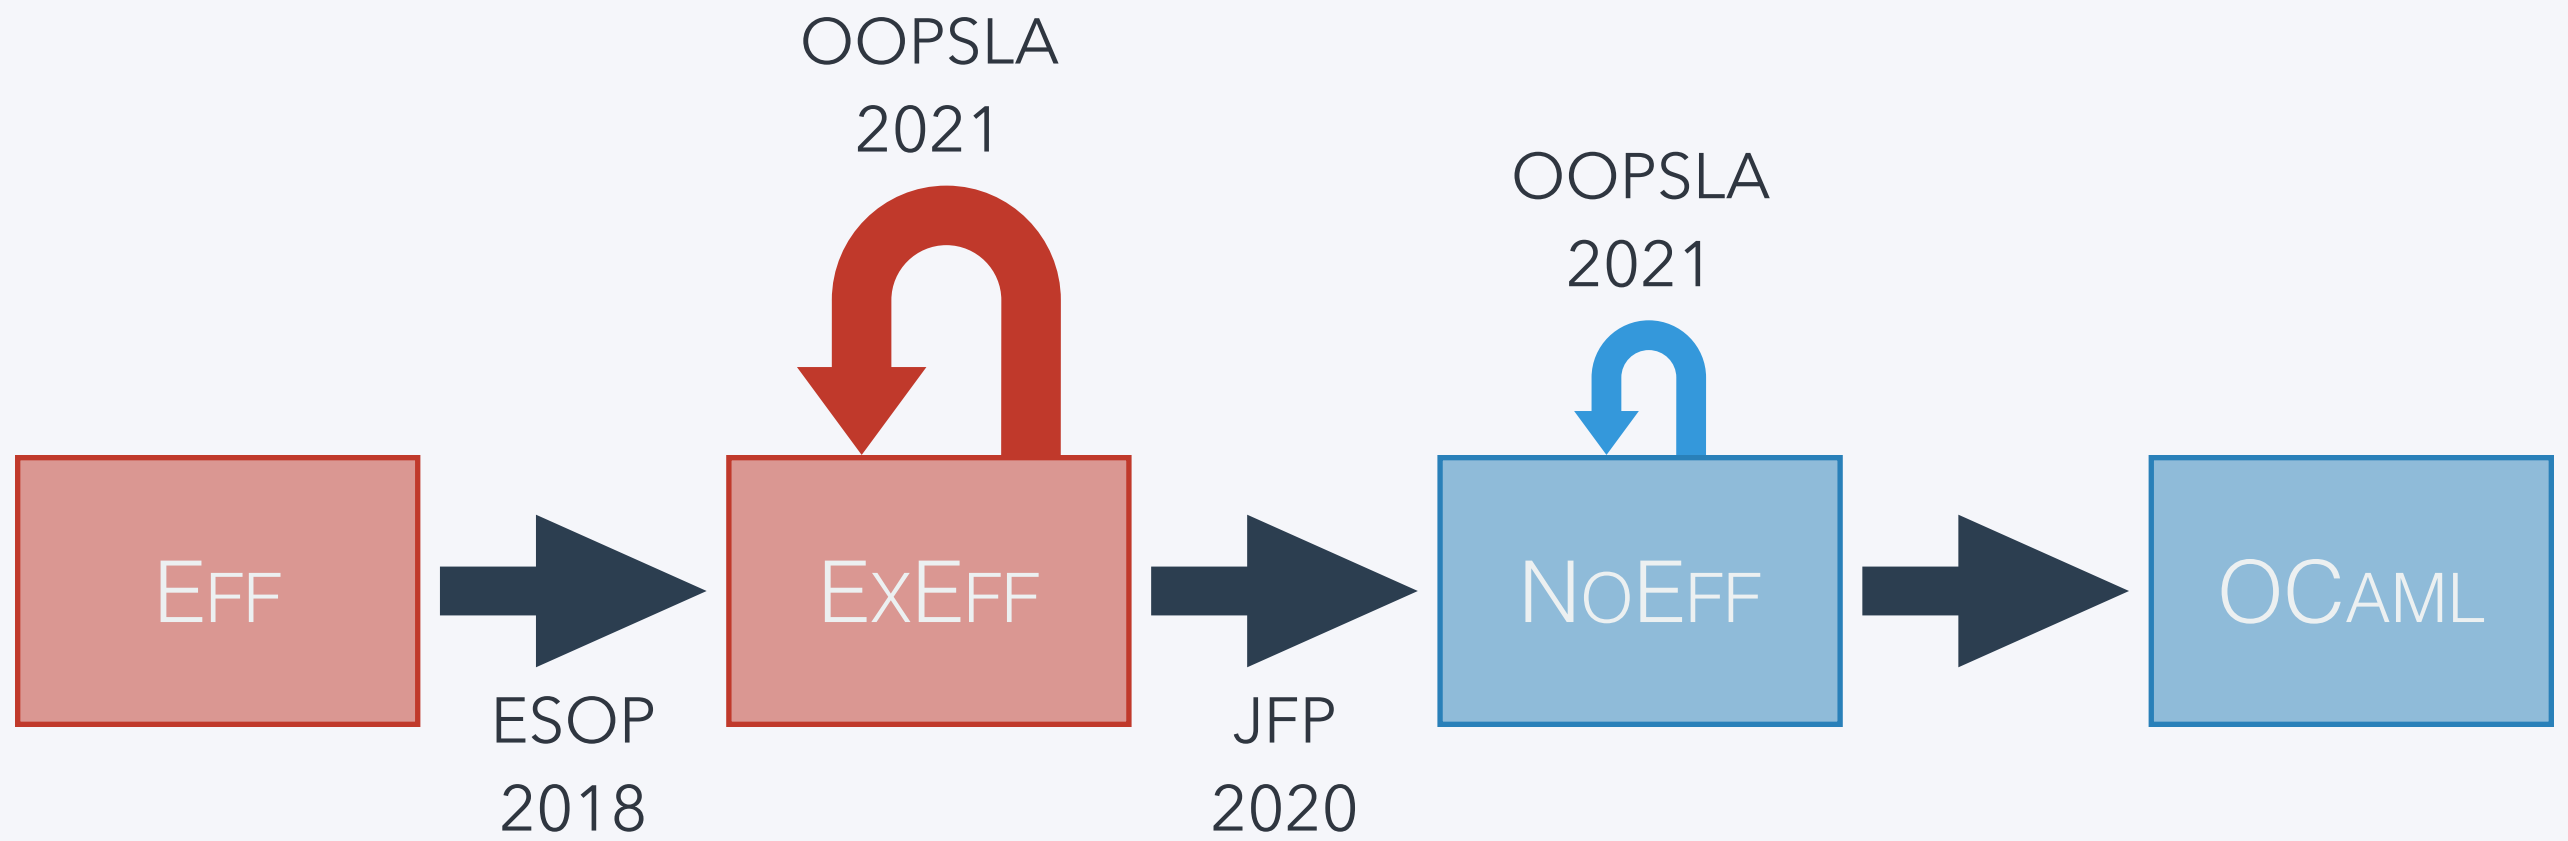 OOPSLA
2021
OOPSLA
2021
EFF
EXEFF
NOEFF
OCAML
ESOP
2018
JFP
2020